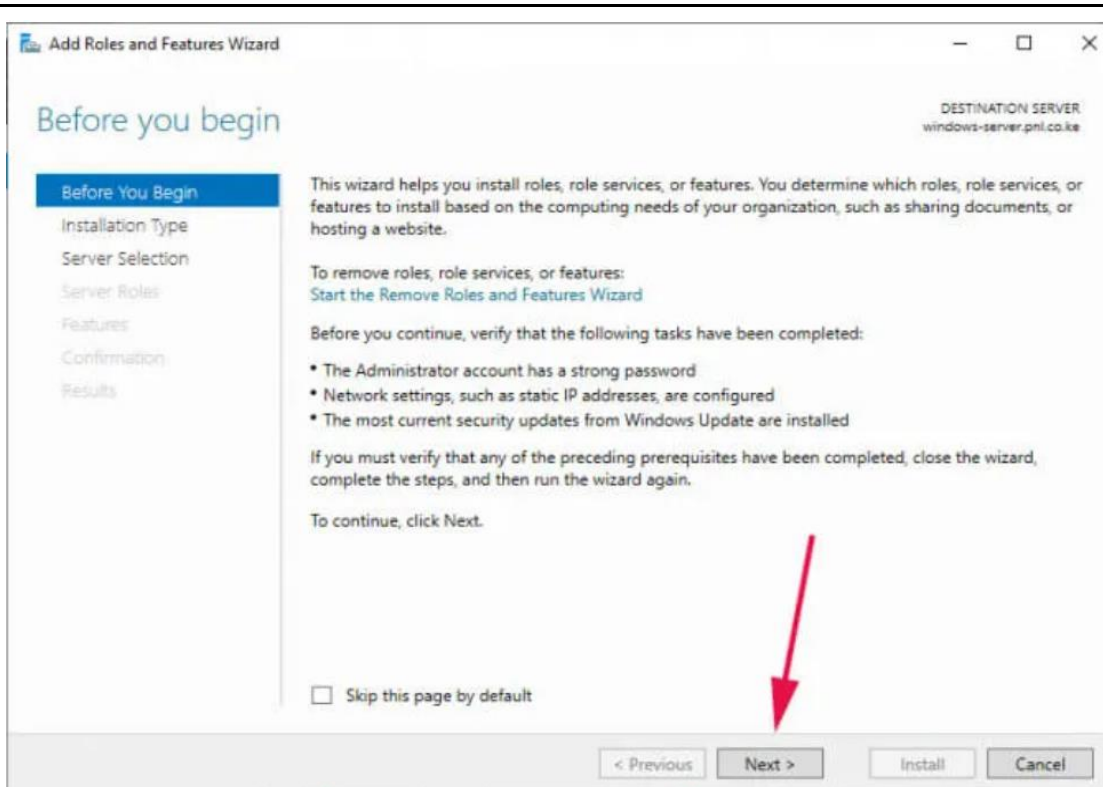 Add Roles and Features Wizard
Before you begin
DESTINATION SERVER
windows-server.pnl.co.ke
Before You Begin
Installation Type
Server Selection
Server Roles
Features
Confirmation
Results
This wizard helps you install roles, role services, or features. You determine which roles, role services, or
features to install based on the computing needs of your organization, such as sharing documents, or
hosting a website.
To remove roles, role services, or features:
Start the Remove Roles and Features Wizard
Before you continue, verify that the following tasks have been completed:
• The Administrator account has a strong password
• Network settings, such as static IP addresses, are configured
• The most current security updates from Windows Update are installed
If you must verify that any of the preceding prerequisites have been completed, close the wizard,
complete the steps, and then run the wizard again.
To continue, click Next.
Skip this page by default
< Previous
Next >
Install
Cancel